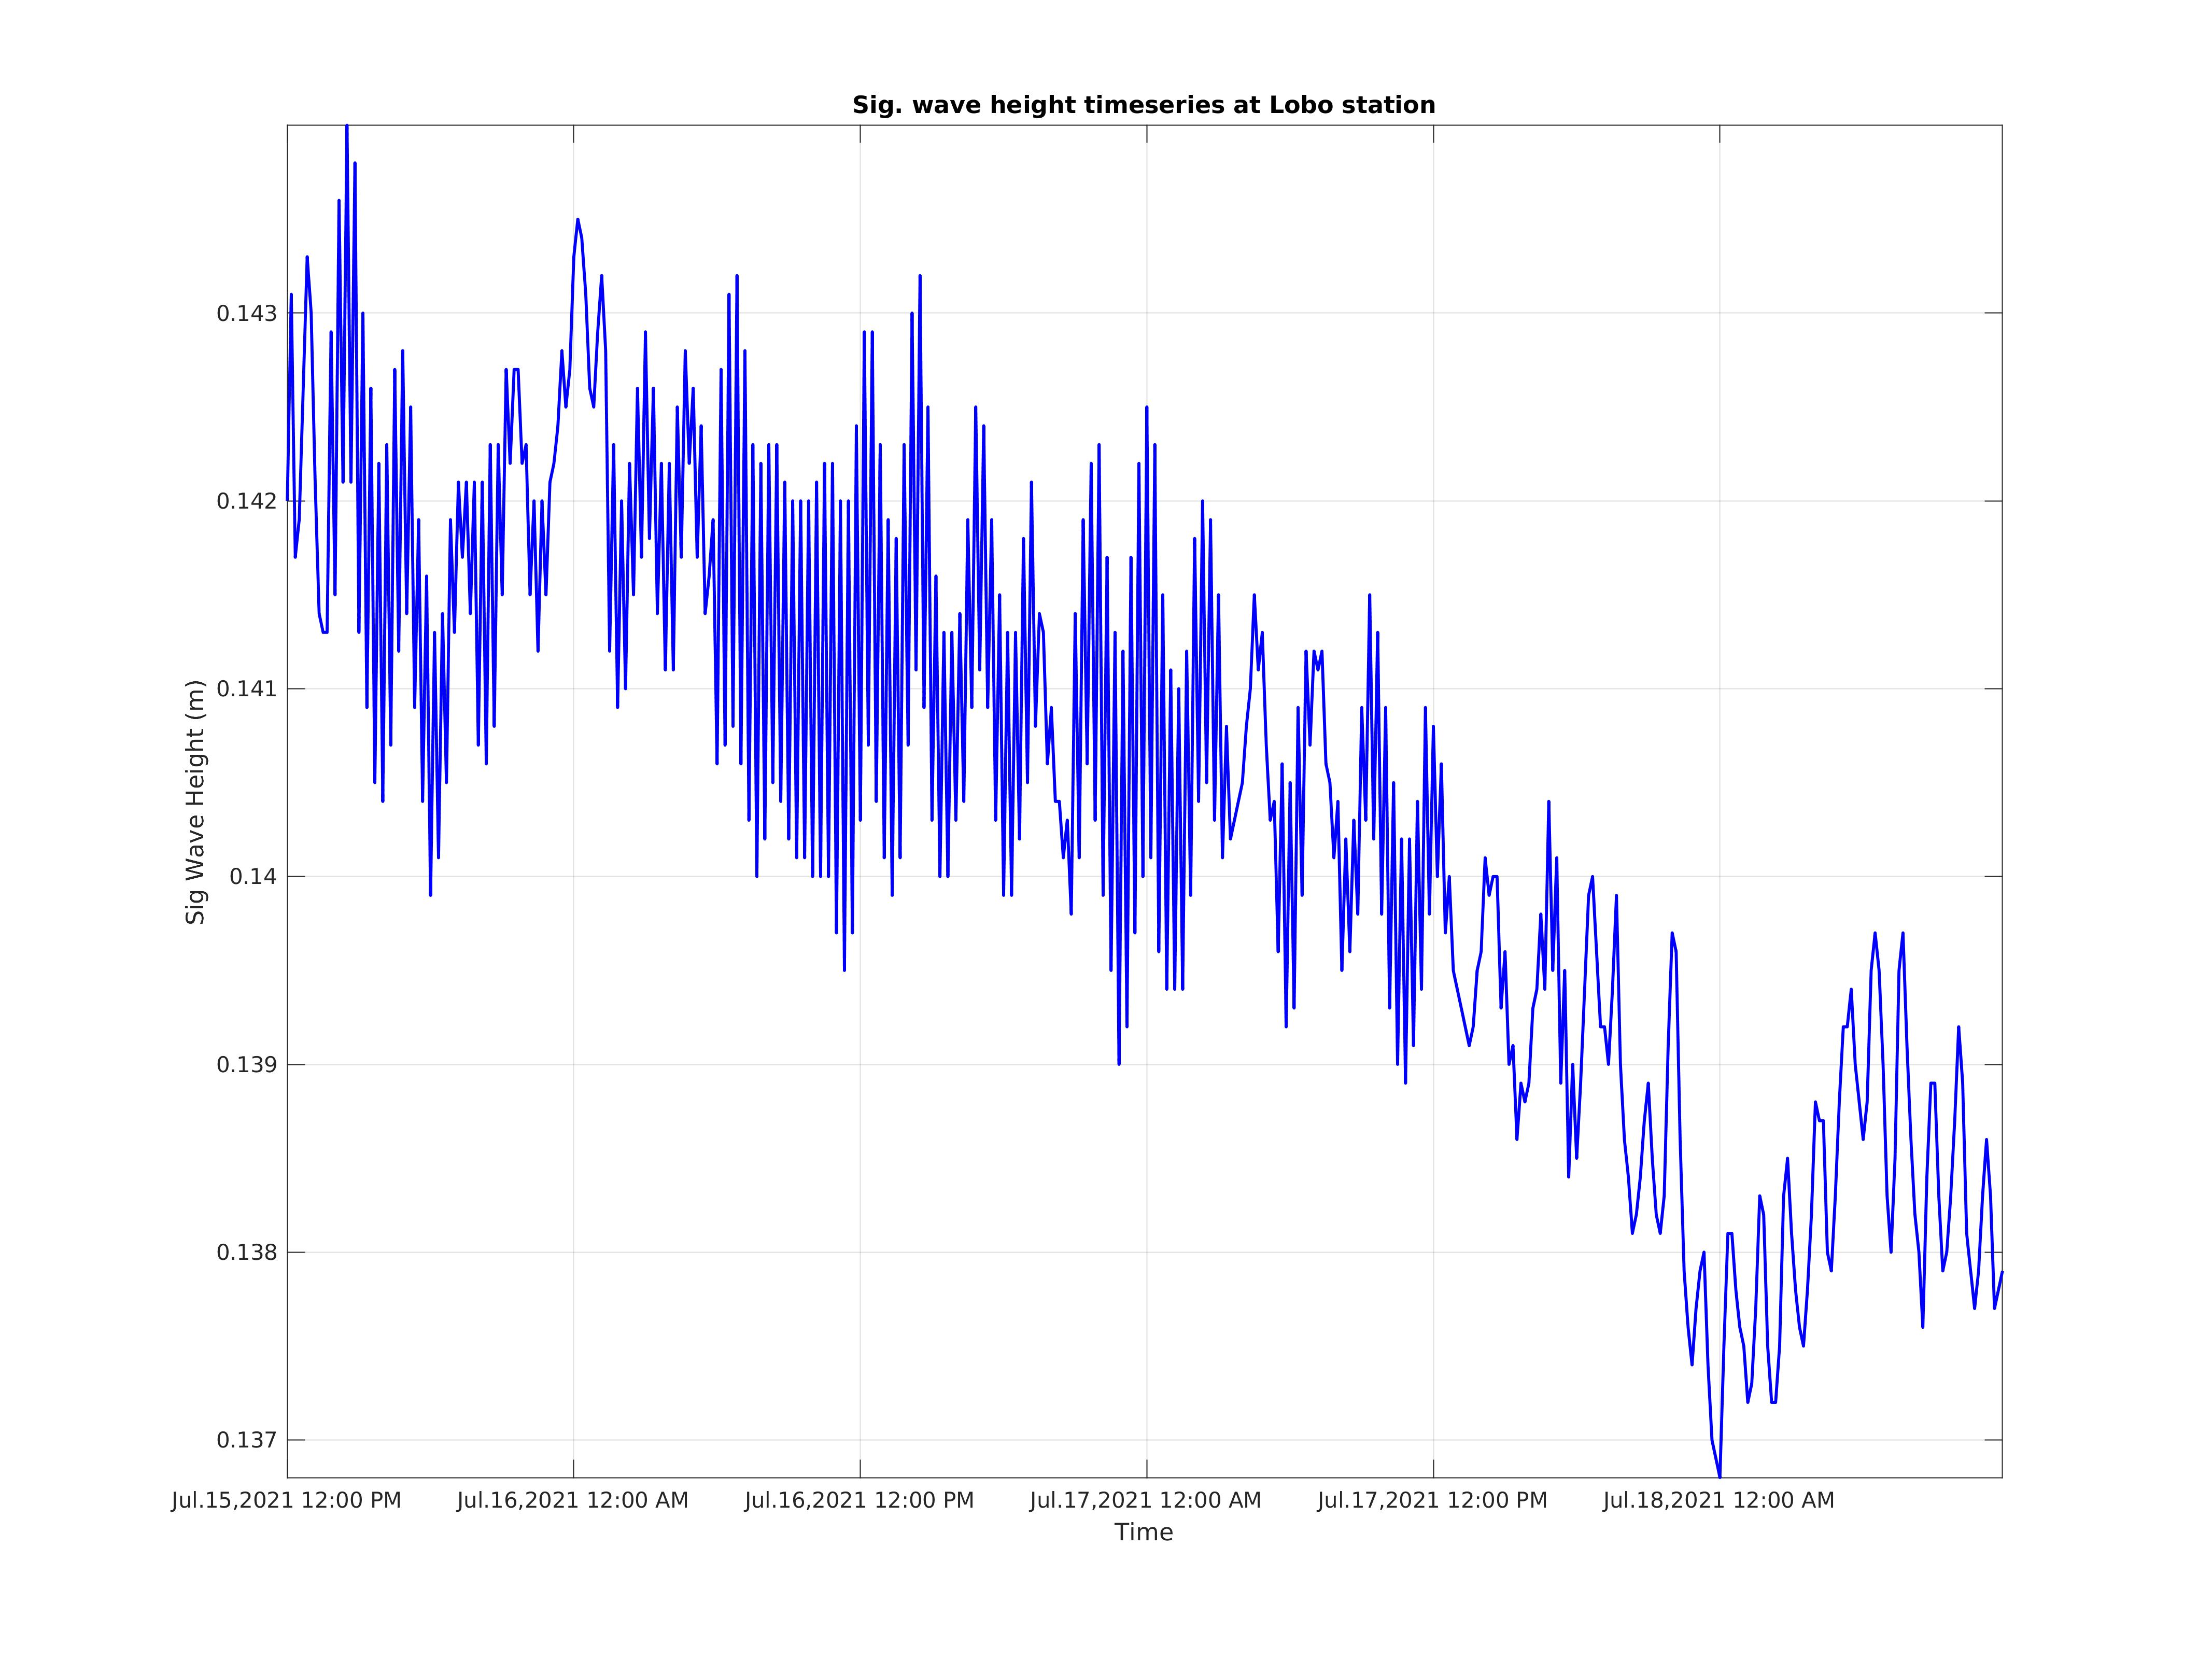 Sig. wave height timeseries at Lobo station
0.143
0.142
0.141
0.14
0.139
0.138
0.137
Sig Wave Height (m)
Jul.15,2021 12:00 PM
Jul.16,2021 12:00 AM
Jul.16,2021 12:00 PM
Jul.17,2021 12:00 AM
Jul.17,2021 12:00 PM
Jul.18,2021 12:00 AM
Time